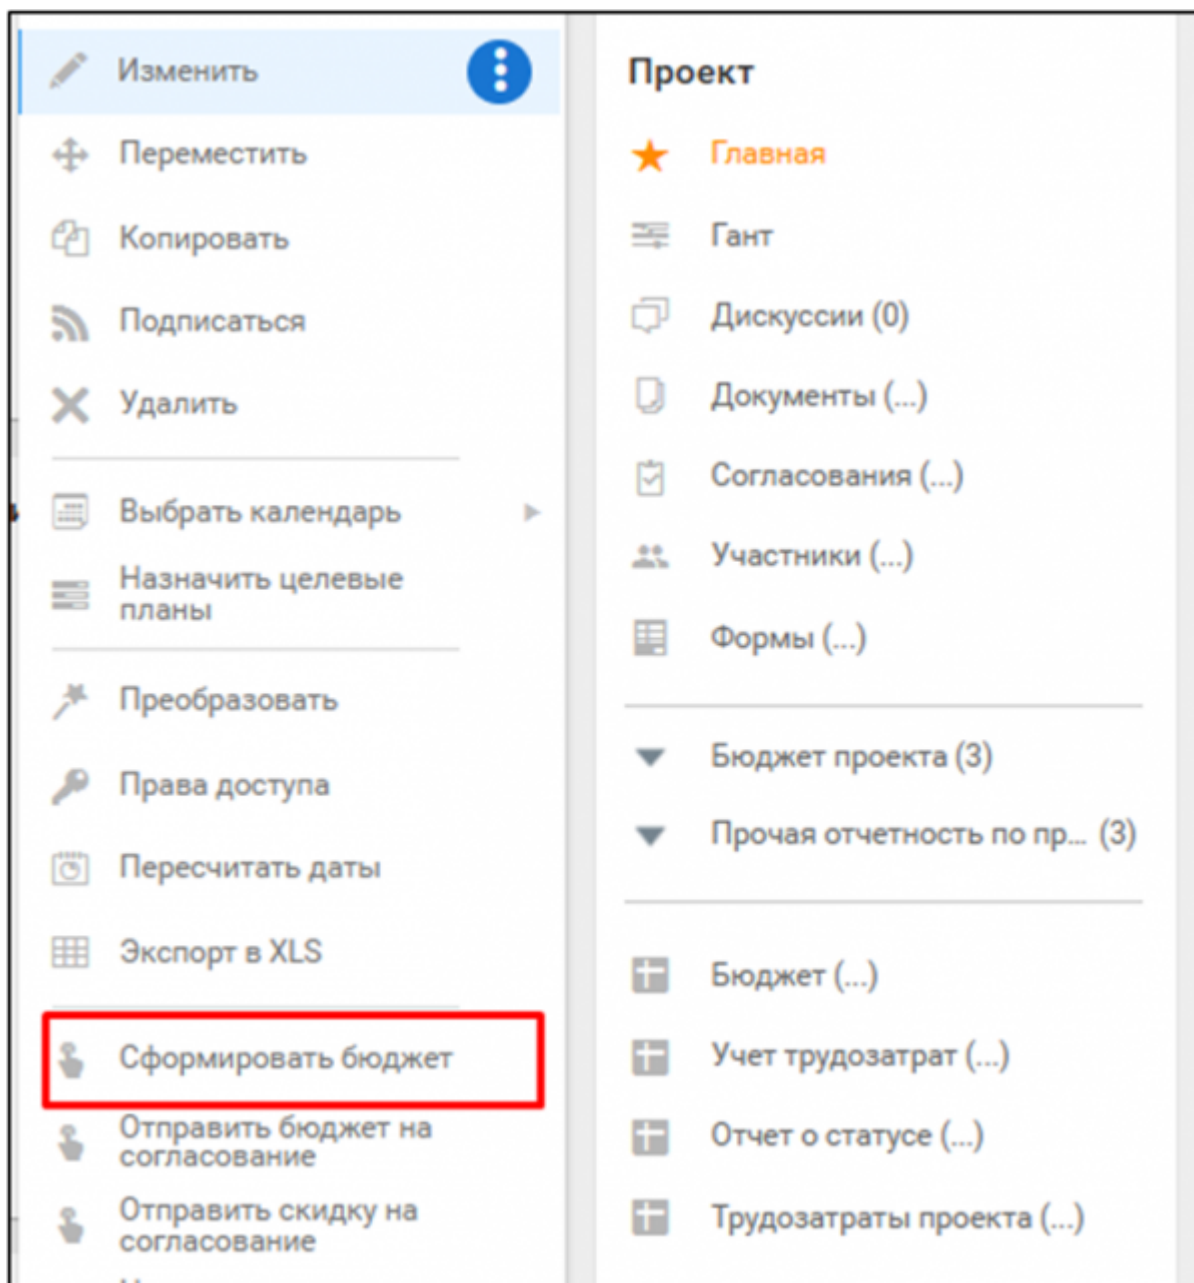 Изменить
Переместить
Копировать
Подписаться
Удалить
Выбрать календарь
Назначить целевые
планы
Преобразовать
Права доступа
Пересчитать даты
Экспорт в XLS
Сформировать бюджет
Отправить бюджет на
согласование
Отправить скидку на
согласование
Проект
Главная
Гант
Дискуссии (0)
Документы (...)
Согласования (...)
Участники (...)
Формы (...)
Бюджет проекта (3)
Прочая отчетность по пр... (3)
Бюджет (...)
Учет трудозатрат (...)
Отчет о статусе (...)
Трудозатраты проекта (...)